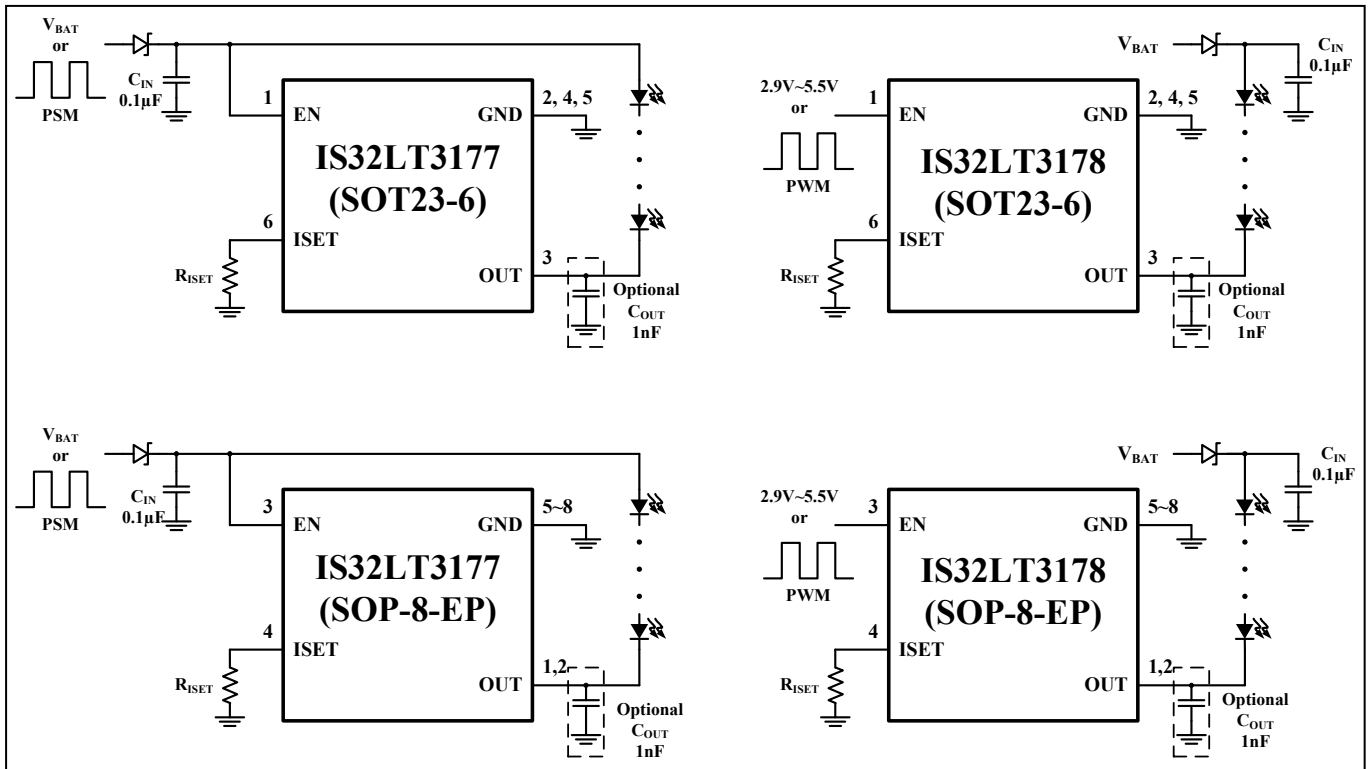 VBAT
or
PSM
CIN
0.1µF
1
EN
2, 4, 5
GND
IS32LT3177
(SOT23-6)
6
ISET
RISET
3
OUT
Optional
COUT
1nF
VBAT
CIN
0.1µF
2.9V~5.5V
or
PWM
1
EN
2, 4, 5
GND
IS32LT3178
(SOT23-6)
6
ISET
RISET
3
OUT
Optional
COUT
1nF
VBAT
or
PSM
CIN
0.1µF
3
EN
5~8
GND
IS32LT3177
(SOP-8-EP)
4
ISET
RISET
1,2
OUT
Optional
COUT
1nF
VBAT
CIN
0.1µF
2.9V~5.5V
or
PWM
3
EN
5~8
GND
IS32LT3178
(SOP-8-EP)
4
ISET
RISET
1,2
OUT
Optional
COUT
1nF